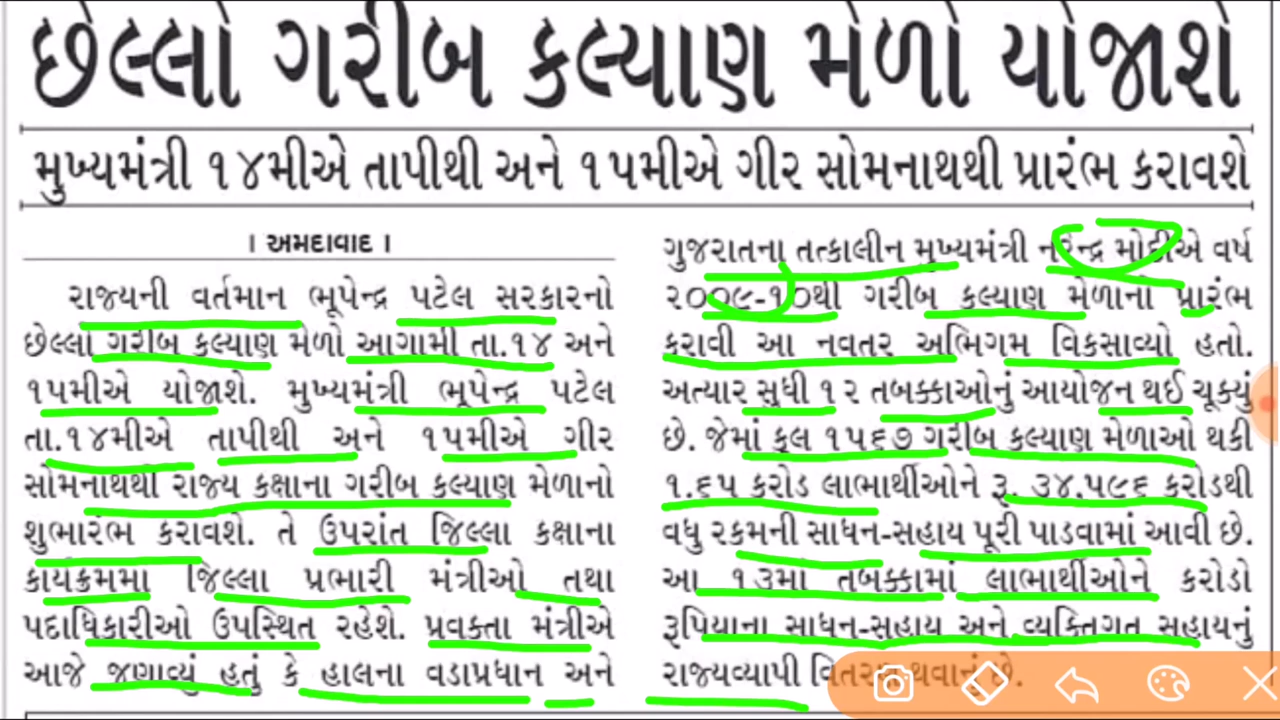 છેલ્લો ગરીબ કલ્યાણ મેળો યોજાશે
મુખ્યમંત્રી ૧૪મીએ તાપીથી અને ૧૫મીએ ગીર સોમનાથથી પ્રારંભ કરાવશે
। અમદાવાદ ।
રાજ્યની વર્તમાન ભૂપેન્દ્ર પટેલ સરકારનો
છેલ્લા ગરીબ કલ્યાણ મેળો આગામી તા.૧૪ અને
૧૫મીએ યોજાશે. મુખ્યમંત્રી ભૂપેન્દ્ર પટેલ
તા.૧૪મીએ તાપીથી અને ૧૫મીએ ગીર
સોમનાથથી રાજ્ય કક્ષાના ગરીબ કલ્યાણ મેળાનો
શુભારંભ કરાવશે. તે ઉપરાંત જિલ્લા કક્ષાના
કાર્યક્રમમાં જિલ્લા પ્રભારી મંત્રીઓ તથા
પદાધિકારીઓ ઉપસ્થિત રહેશે. પ્રવક્તા મંત્રીએ
આજે જણાવ્યું હતું કે હાલના વડાપ્રધાન અને
ગુજરાતના તત્કાલીન મુખ્યમંત્રી નરેન્દ્ર મોદીએ વર્ષ
૨૦૦૯-૧૦થી ગરીબ કલ્યાણ મેળાનો પ્રારંભ
કરાવી આ નવતર અભિગમ વિકસાવ્યો હતો.
અત્યાર સુધી ૧૨ તબક્કાઓનું આયોજન થઈ ચૂક્યું
છે. જેમાં કુલ ૧૫૬૭ ગરીબ કલ્યાણ મેળાઓ થકી
૧.૬૫ કરોડ લાભાર્થીઓને રૂ. ૩૪,૫૯૬ કરોડથી
વધુ રકમની સાધન-સહાય પૂરી પાડવામાં આવી છે.
આ ૧૩માં તબક્કામાં લાભાર્થીઓને કરોડો
રૂપિયાના સાધન-સહાય અને વ્યક્તિગત સહાયનું
રાજ્યવ્યાપી વિતરણ થવાનું છે.